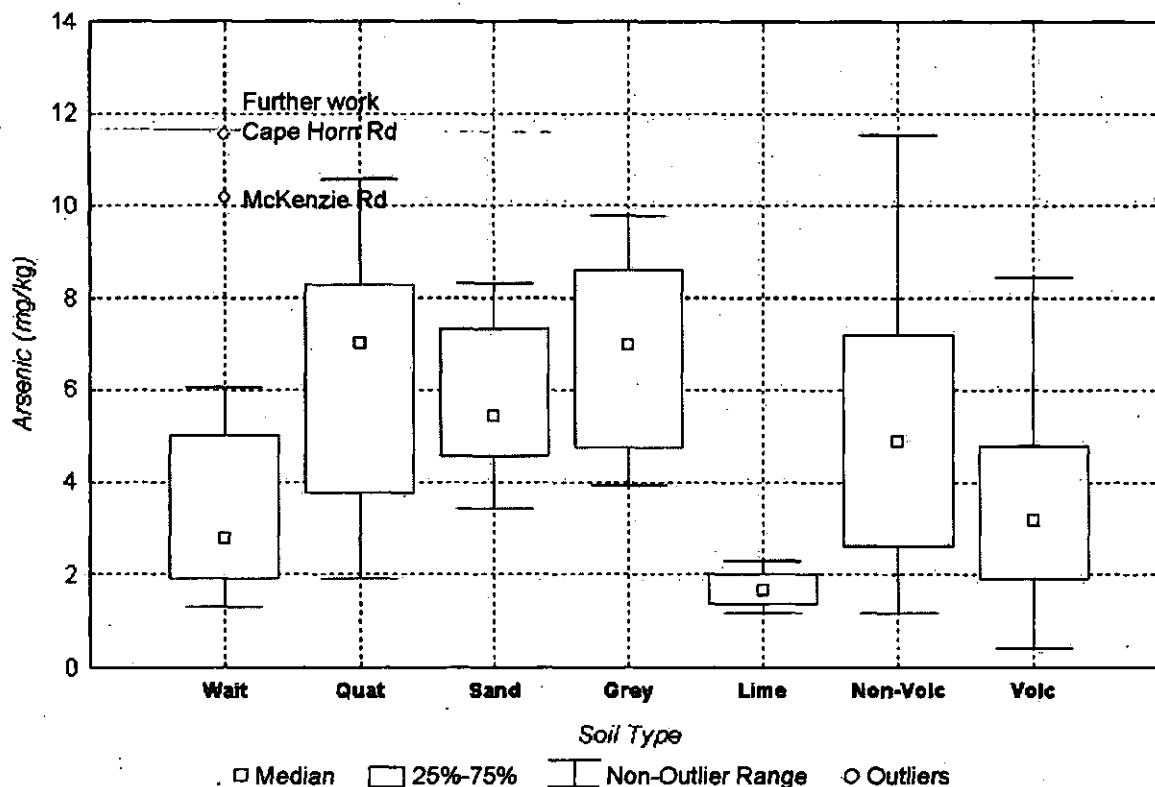 14
12
10
8
6
4
2
0
Arsenic (mg/kg)
Further work
Cape Horn Rd
McKenzie Rd
Wait Quat Sand Grey Lime Non-Volc Volc
Soil Type
Median 25%-75% Non-Outlier Range Outliers